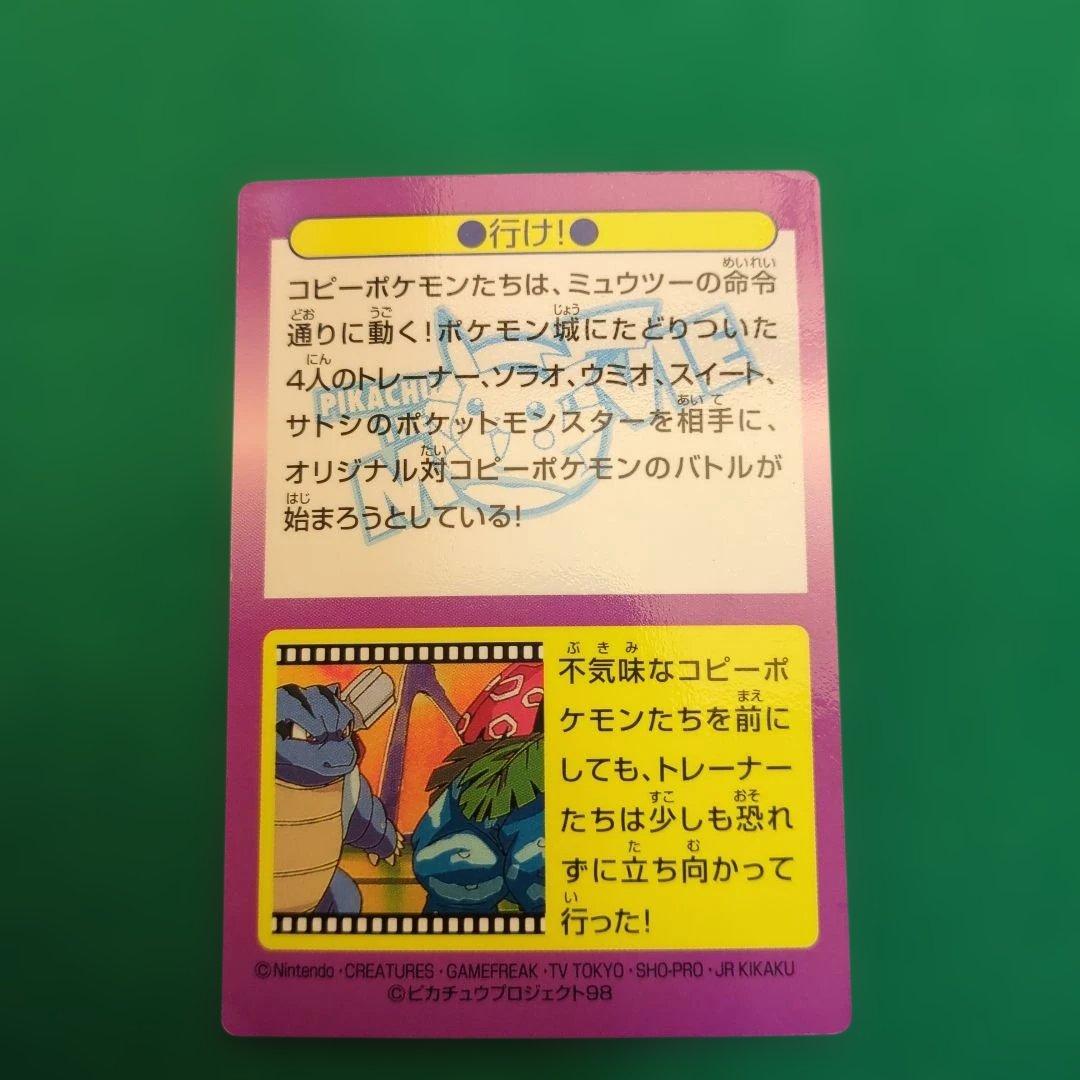 ●行け!●
コピーポケモンたちは、ミュウツーの命令
めいれい
通りに動く!ポケモン城にたどりついた
どお うご じょう
4人のトレーナー、ソラオ、ウミオ、スイート、
にん
サトシのポケットモンスターを相手に、
あいて
オリジナル対コピーポケモンのバトルが
たい
始まろうとしている!
はじ
PIKACHU
MOVIE
不気味なコピーポ
ぶきみ
ケモンたちを前に
まえ
しても、トレーナー
たちは少しも恐れ
すこ おそ
ずに立ち向かって
た む
行った!
い
©Nintendo・CREATURES・GAMEFREAK・TV TOKYO・SHO-PRO・JR KIKAKU
©ピカチュウプロジェクト98